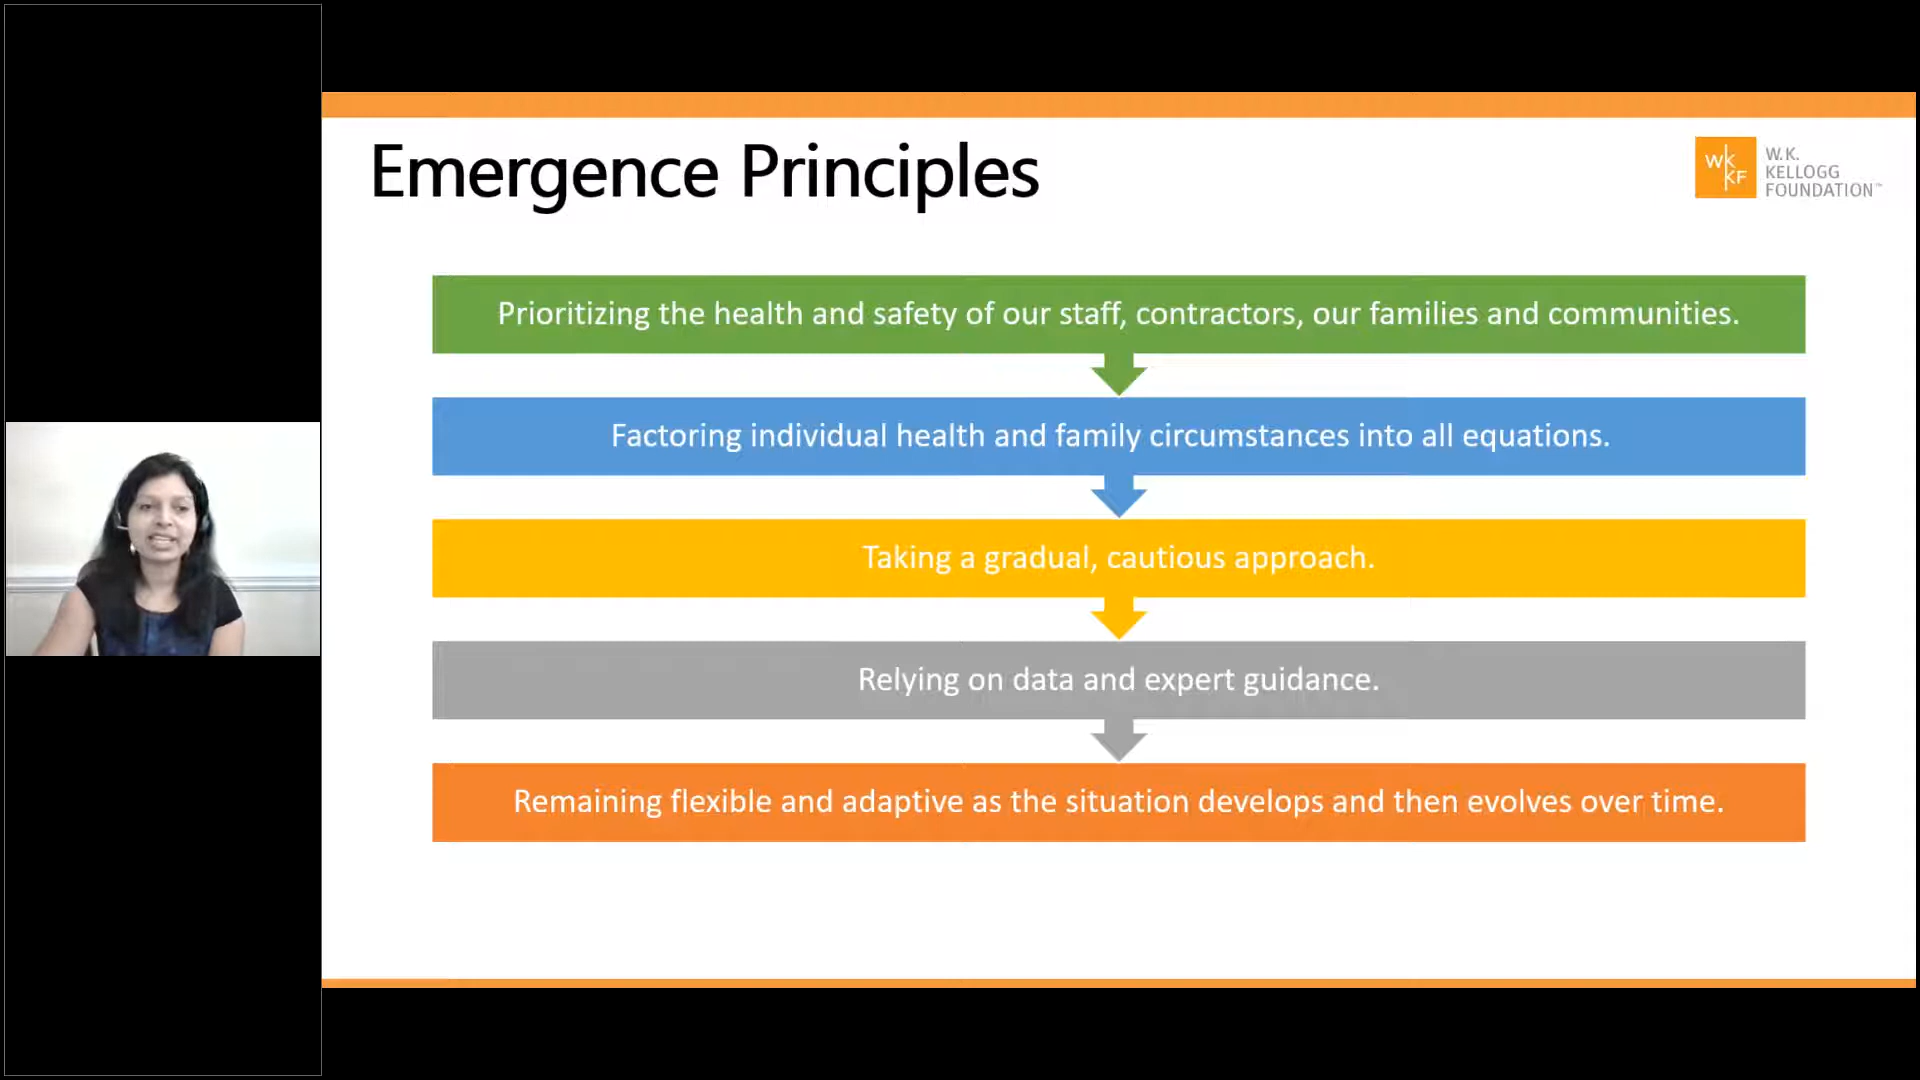 Emergence Principles
WK
KF
W.K.
KELLOGG
FOUNDATION™
Prioritizing the health and safety of our staff, contractors, our families and communities.
Factoring individual health and family circumstances into all equations.
Taking a gradual, cautious approach.
Relying on data and expert guidance.
Remaining flexible and adaptive as the situation develops and then evolves over time.